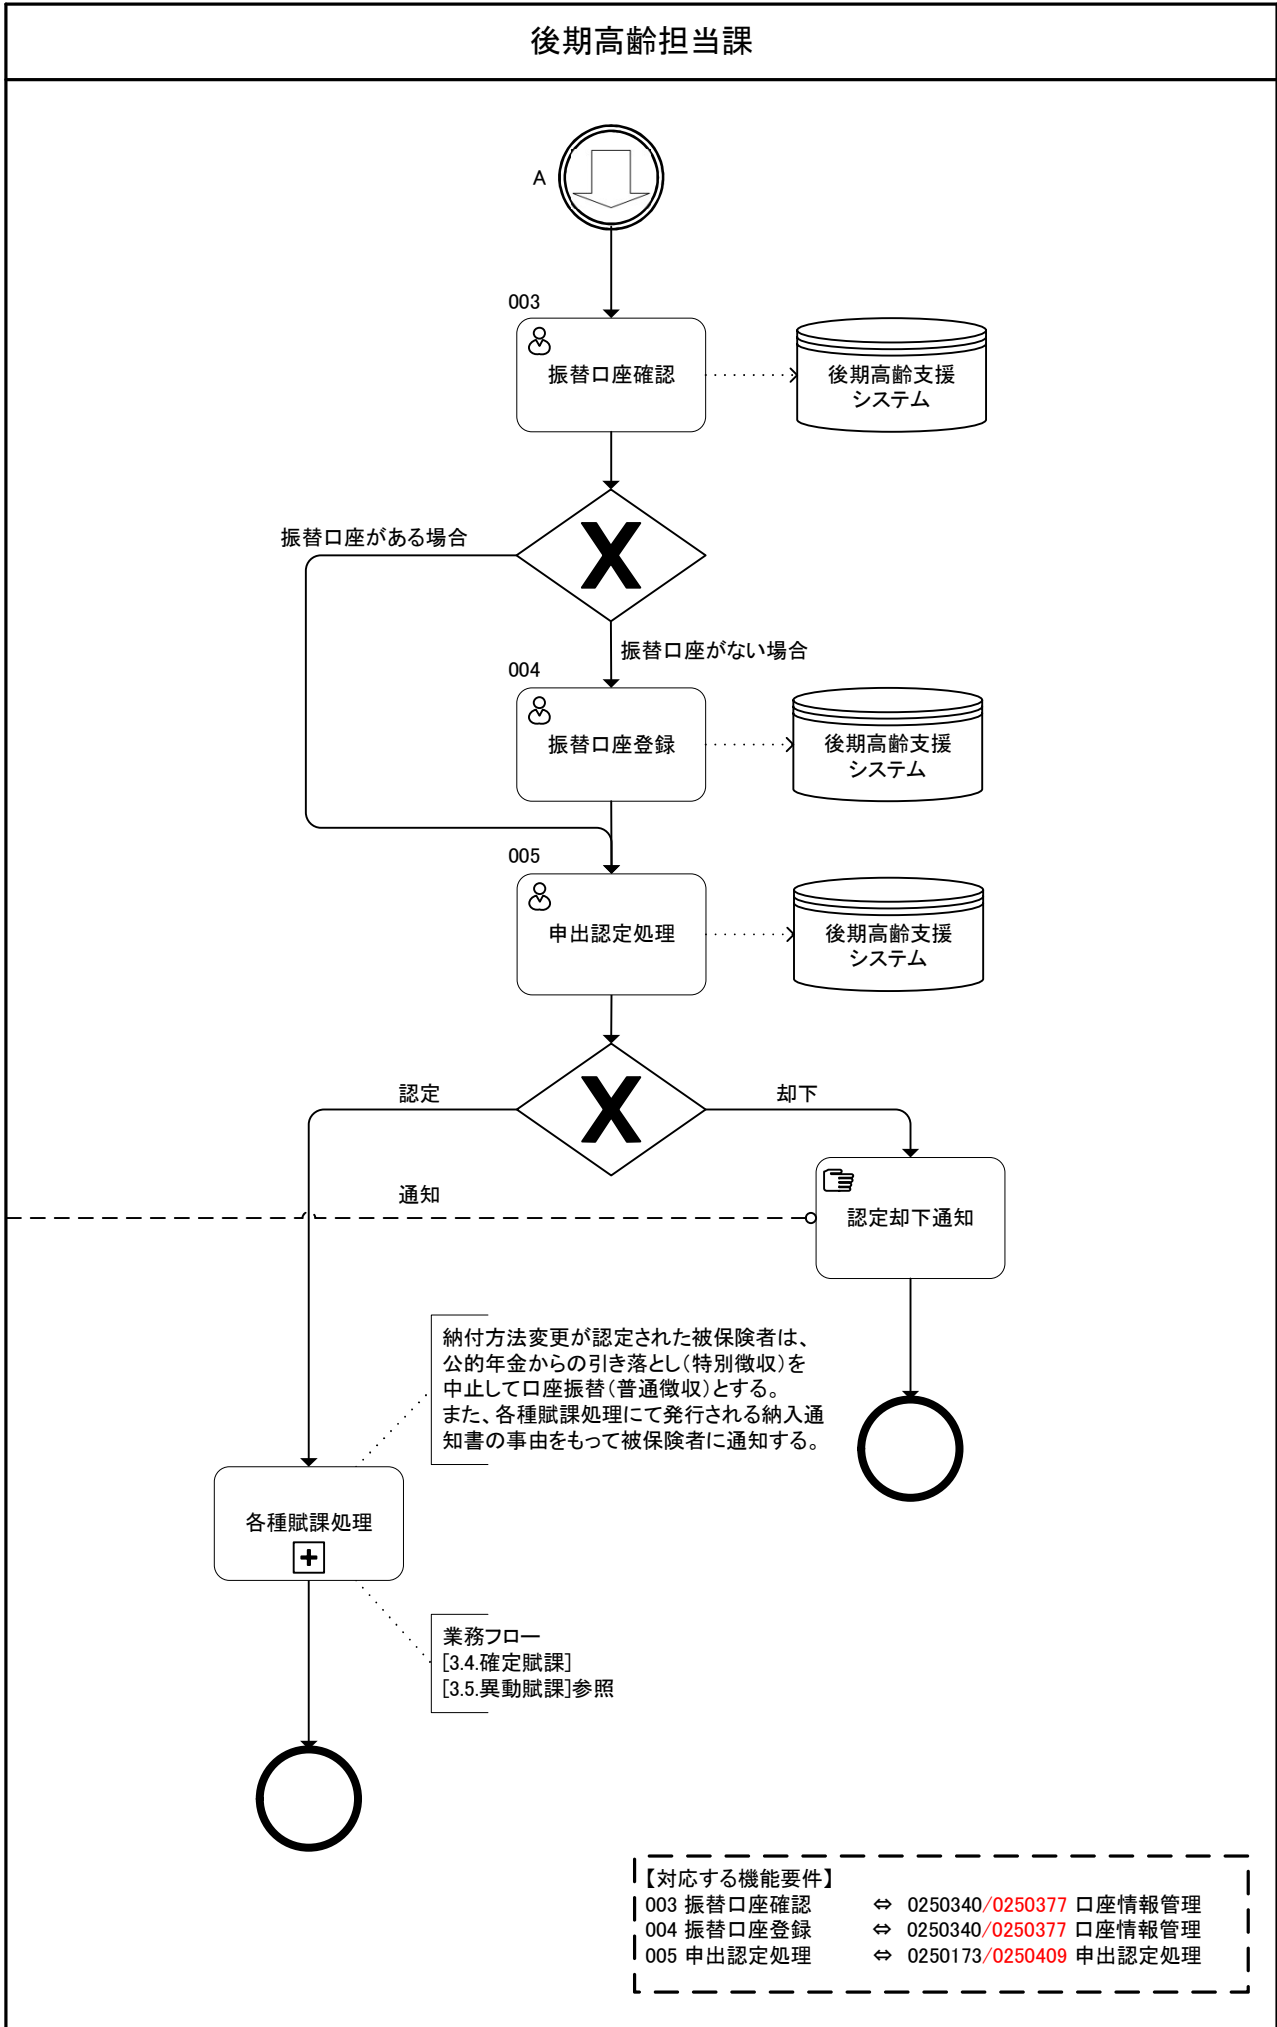 後期高齢担当課
A
003
振替口座確認
後期高齢支援
システム
振替口座がある場合
振替口座がない場合
004
振替口座登録
後期高齢支援
システム
005
申出認定処理
後期高齢支援
システム
認定
却下
通知
認定却下通知
納付方法変更が認定された被保険者は、
公的年金からの引き落とし(特別徴収)を
中止して口座振替(普通徴収)とする。
また、各種賦課処理にて発行される納入通
知書の事由をもって被保険者に通知する。
各種賦課処理
業務フロー
[3.4.確定賦課]
[3.5.異動賦課]参照
【対応する機能要件】
003 振替口座確認 ⇔ 0250340/0250377 口座情報管理
004 振替口座登録 ⇔ 0250340/0250377 口座情報管理
005 申出認定処理 ⇔ 0250173/0250409 申出認定処理